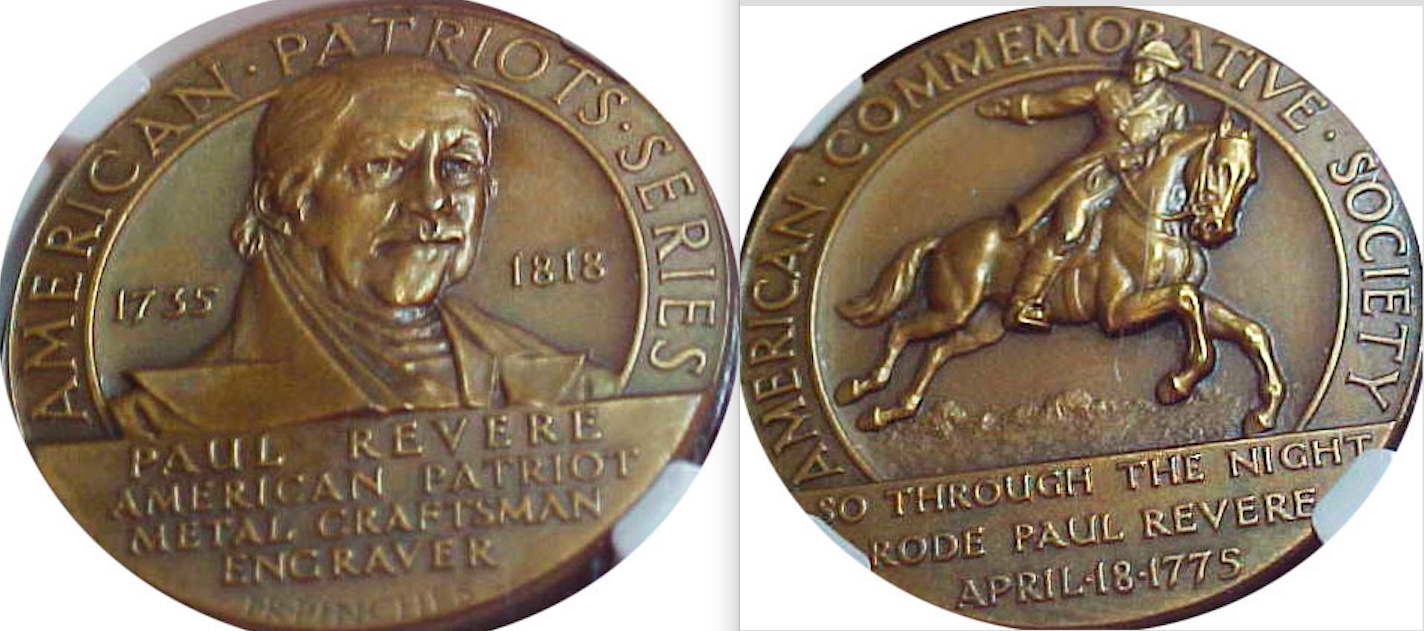 AMERICAN · PATRIOTS · SERIES
1735
1818
PAUL REVERE
AMERICAN PATRIOT
METAL CRAFTSMAN
ENGRAVER
AMERICAN · COMMEMORATIVE · SOCIETY
SO THROUGH THE NIGHT
RODE PAUL REVERE
APRIL·18·1775